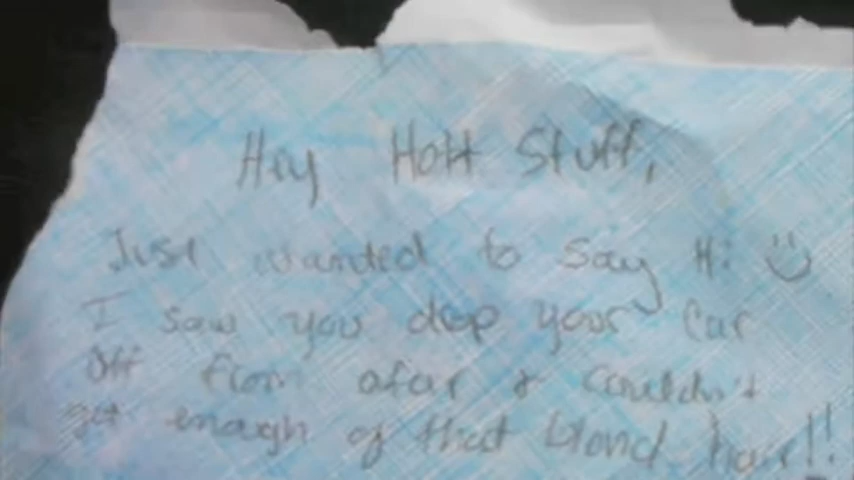 Hey Hott Stuff,
Just wanted to say Hi
I saw you drop your Car
Off from afar & couldn't
get enough of that blond hair!!